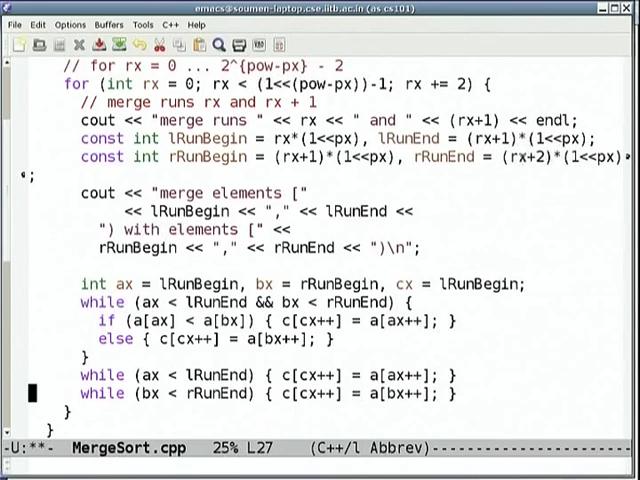 emacs@soumen-laptop.cse.iitb.ac.in (as cs101)
File Edit Options Buffers Tools C++ Help
// for rx = 0 ... 2^{pow-px} - 2
for (int rx = 0; rx < (1<<(pow-px))-1; rx += 2) {
// merge runs rx and rx + 1
cout << "merge runs " << rx << " and " << (rx+1) << endl;
const int lRunBegin = rx*(1<<px), lRunEnd = (rx+1)*(1<<px);
const int rRunBegin = (rx+1)*(1<<px), rRunEnd = (rx+2)*(1<<px)
;
cout << "merge elements ["
<< lRunBegin << "," << lRunEnd <<
") with elements [" <<
rRunBegin << "," << rRunEnd << ")\n";
int ax = lRunBegin, bx = rRunBegin, cx = lRunBegin;
while (ax < lRunEnd && bx < rRunEnd) {
if (a[ax] < a[bx]) { c[cx++] = a[ax++]; }
else { c[cx++] = a[bx++]; }
}
while (ax < lRunEnd) { c[cx++] = a[ax++]; }
while (bx < rRunEnd) { c[cx++] = a[bx++]; }
}
}
-U:**- MergeSort.cpp 25% L27 (C++/l Abbrev)------------------------